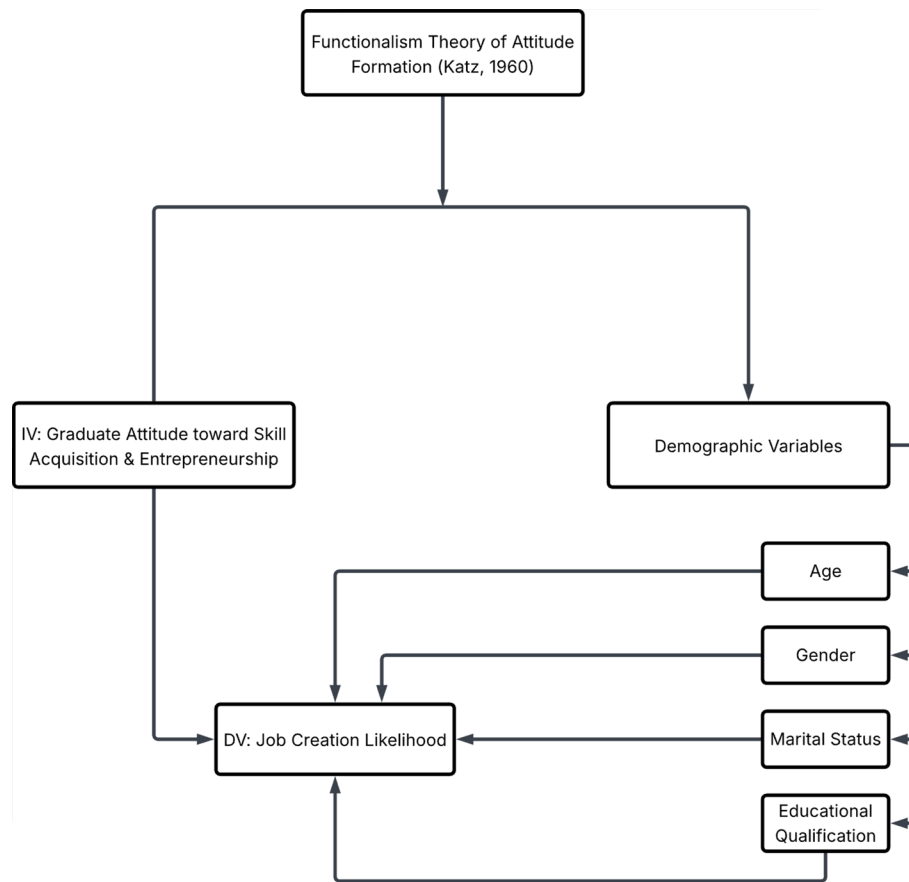 Functionalism Theory of Attitude
Formation (Katz, 1960)
IV: Graduate Attitude toward Skill
Acquisition & Entrepreneurship
Demographic Variables
Age
Gender
DV: Job Creation Likelihood
Marital Status
Educational
Qualification